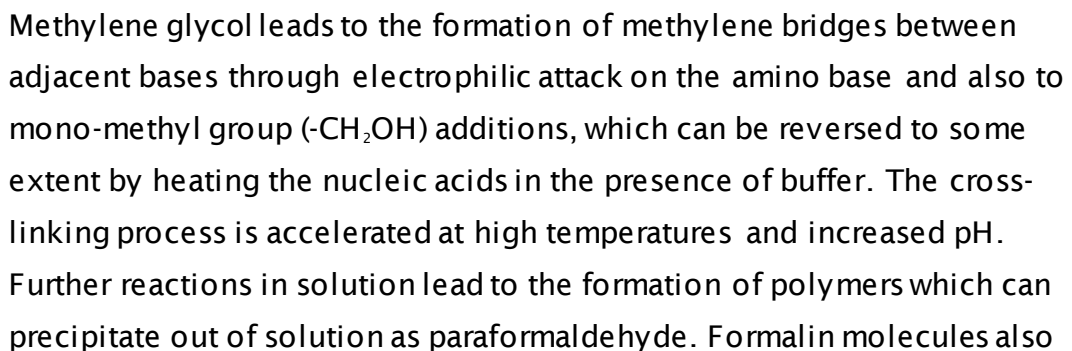 Methylene glycol leads to the formation of methylene bridges between
adjacent bases through electrophilic attack on the amino base and also to
mono-methyl group (-CH₂OH) additions, which can be reversed to some
extent by heating the nucleic acids in the presence of buffer. The cross-
linking process is accelerated at high temperatures and increased pH.
Further reactions in solution lead to the formation of polymers which can
precipitate out of solution as paraformaldehyde. Formalin molecules also